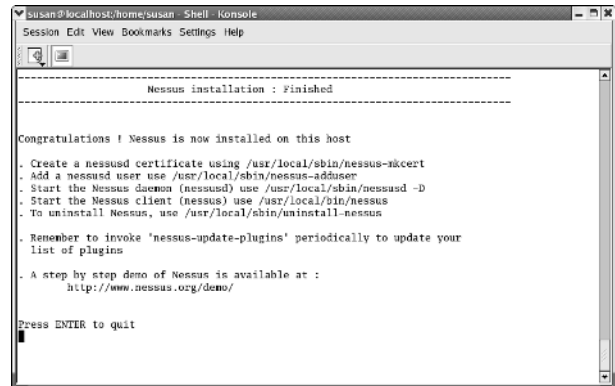 susan@localhost:/home/susan - Shell - Konsole
Session Edit View Bookmarks Settings Help
--------------------------------------------------------------------------------
Nessus installation : Finished
--------------------------------------------------------------------------------
Congratulations ! Nessus is now installed on this host
. Create a nessusd certificate using /usr/local/sbin/nessus-mkcert
. Add a nessusd user use /usr/local/sbin/nessus-adduser
. Start the Nessus daemon (nessusd) use /usr/local/sbin/nessusd -D
. Start the Nessus client (nessus) use /usr/local/bin/nessus
. To uninstall Nessus, use /usr/local/sbin/uninstall-nessus
. Remember to invoke 'nessus-update-plugins' periodically to update your
list of plugins
. A step by step demo of Nessus is available at :
http://www.nessus.org/demo/
Press ENTER to quit